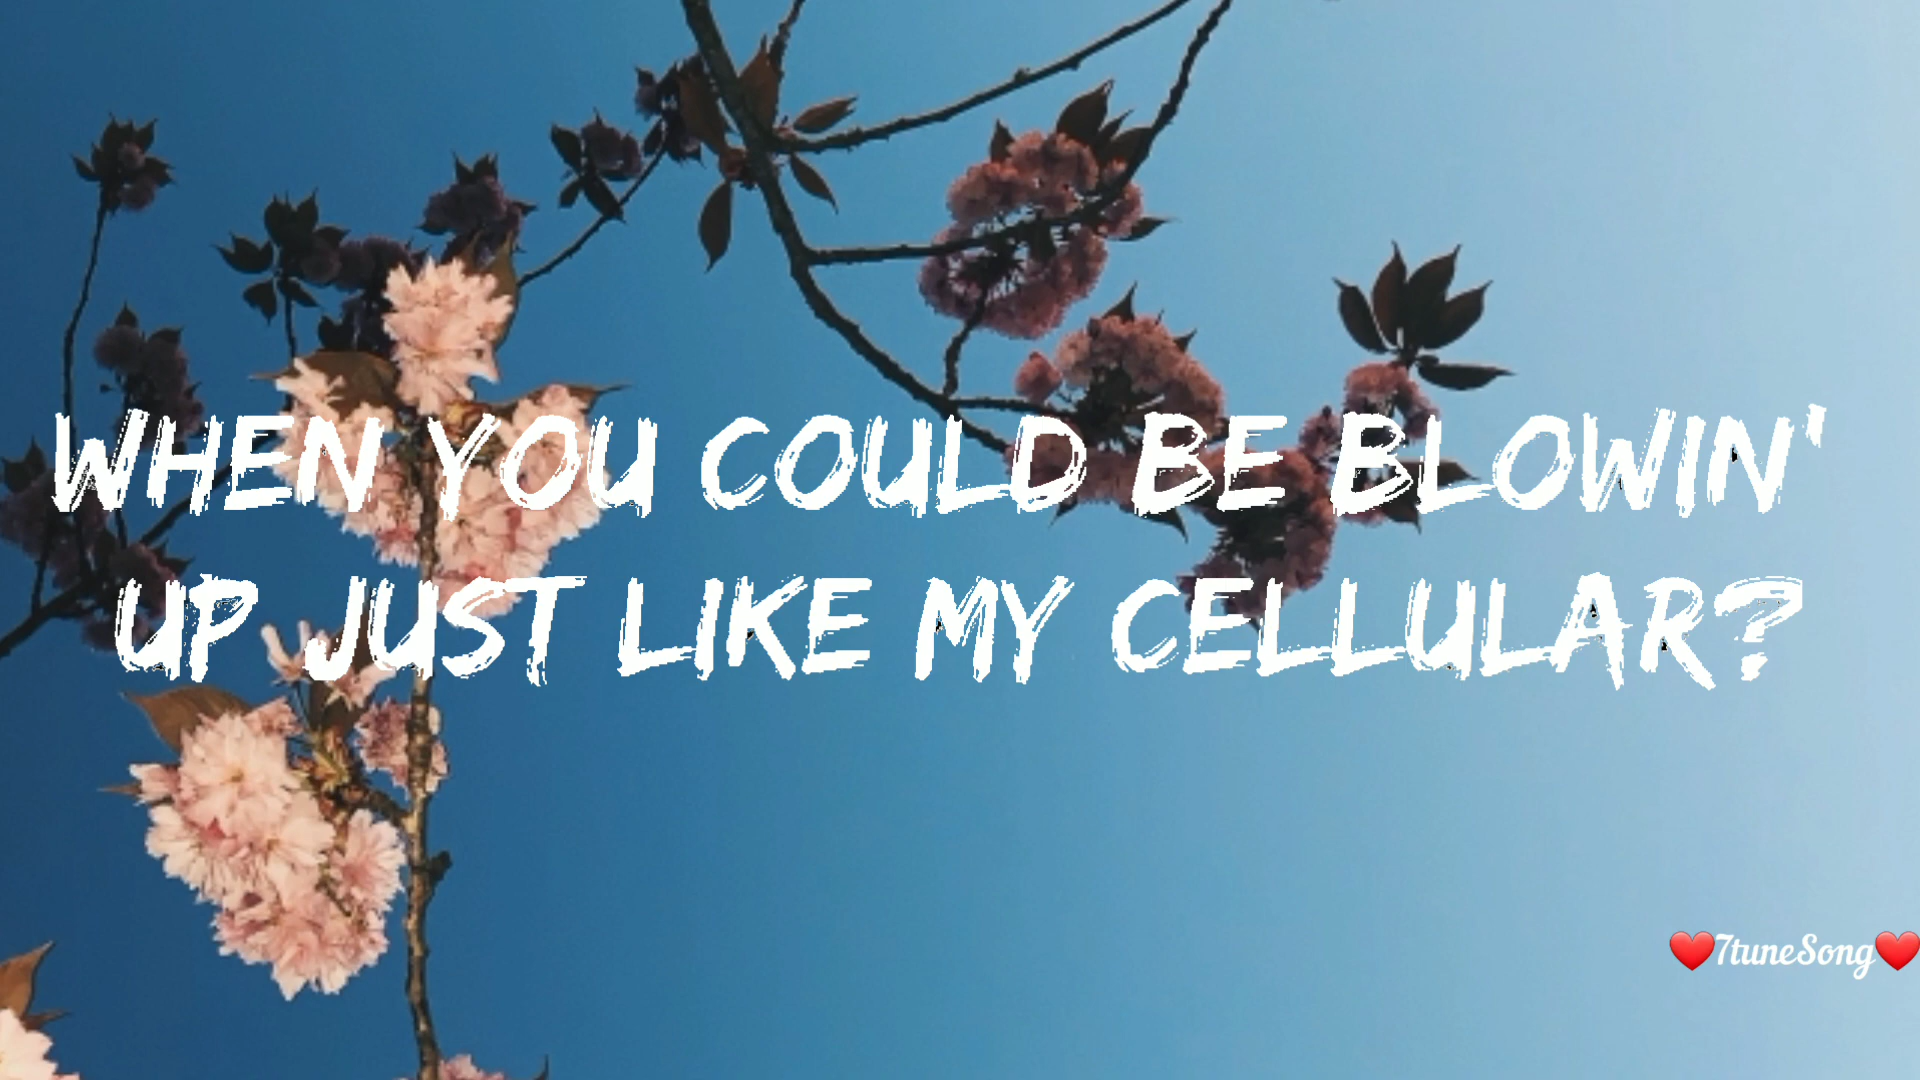 WHEN YOU COULD BE BLOWIN'
UP JUST LIKE MY CELLULAR?
❤️7tuneSong❤️